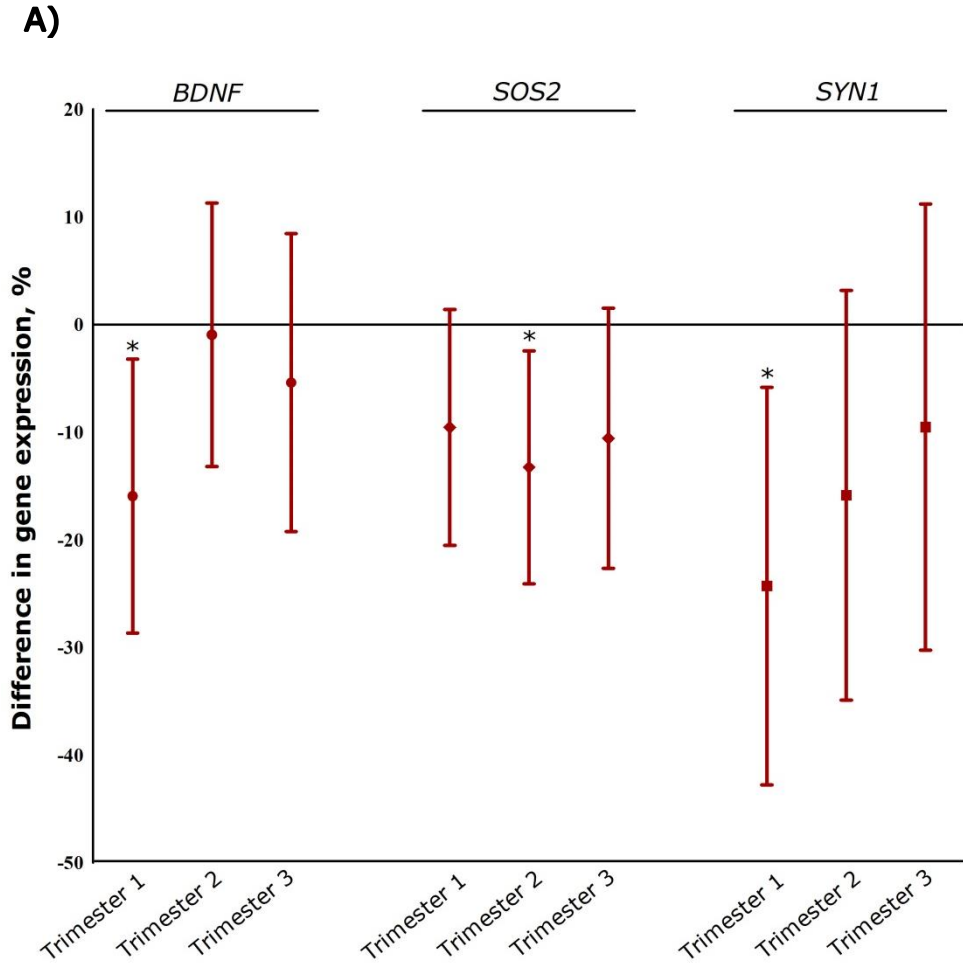 A)
BDNF SOS2 SYN1
Difference in gene expression, %
20
10
0
-10
-20
-30
-40
-50
*
*
*
Trimester 1 Trimester 2 Trimester 3 Trimester 1 Trimester 2 Trimester 3 Trimester 1 Trimester 2 Trimester 3